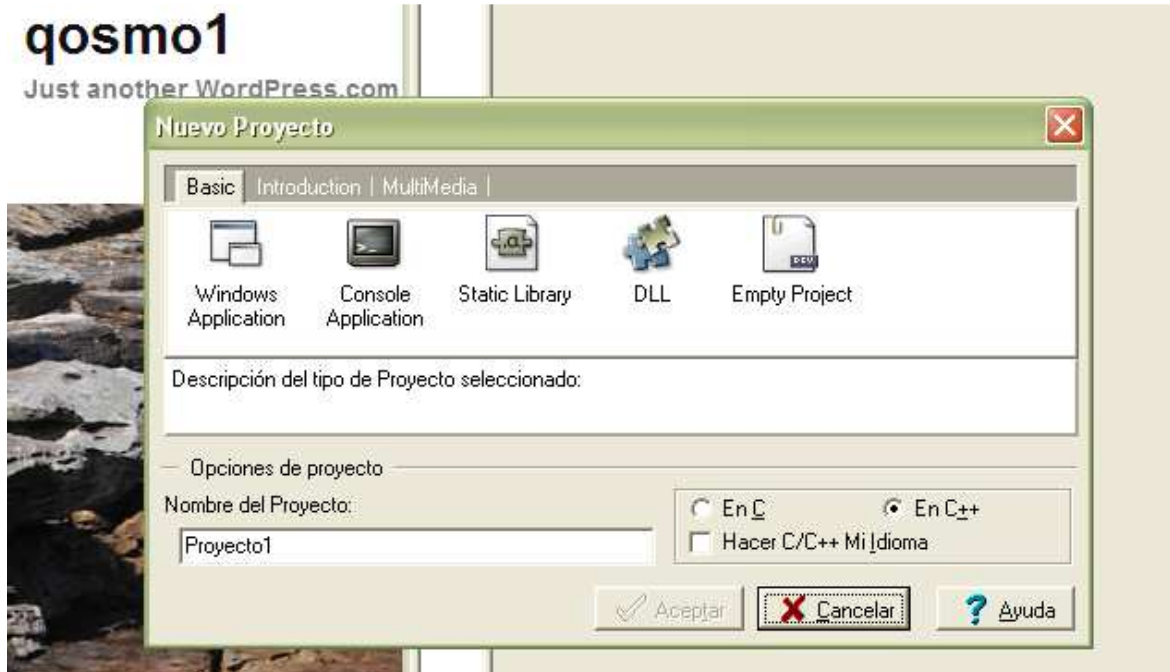 qosmo1
Just another WordPress.com
Nuevo Proyecto
Basic Introduction | MultiMedia |
Windows Application
Console Application
Static Library
DLL
Empty Project
Descripción del tipo de Proyecto seleccionado:
Opciones de proyecto
Nombre del Proyecto:
Proyecto1
En C
En C++
Hacer C/C++ Mi Idioma
Aceptar
Cancelar
Ayuda